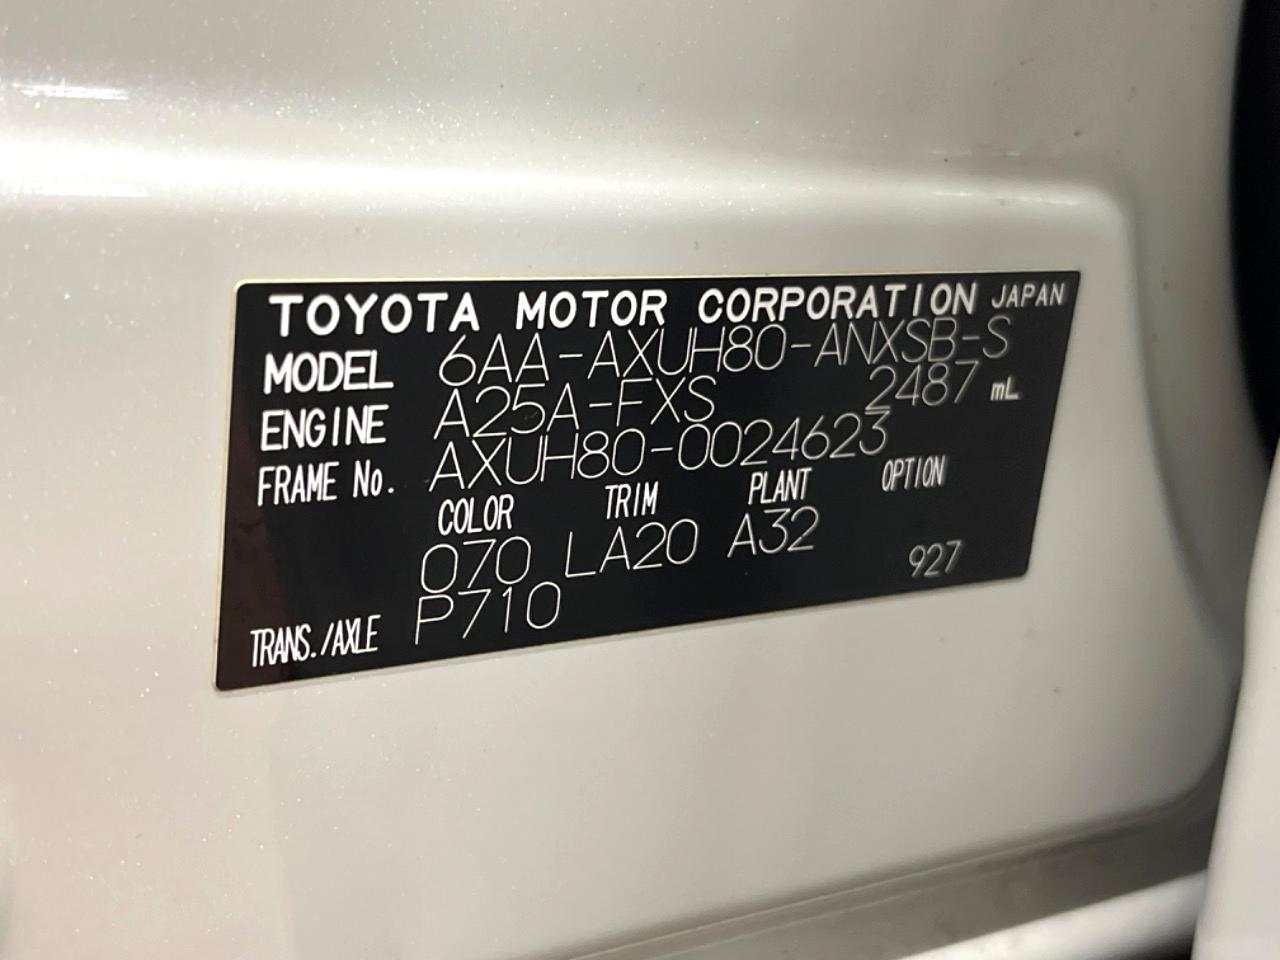 TOYOTA MOTOR CORPORATION JAPAN
MODEL 6AA-AXUH80-ANXSB-S
ENGINE A25A-FXS 2487 mL
FRAME No. AXUH80-0024623
COLOR TRIM PLANT OPTION
070 LA20 A32
TRANS./AXLE P710 927